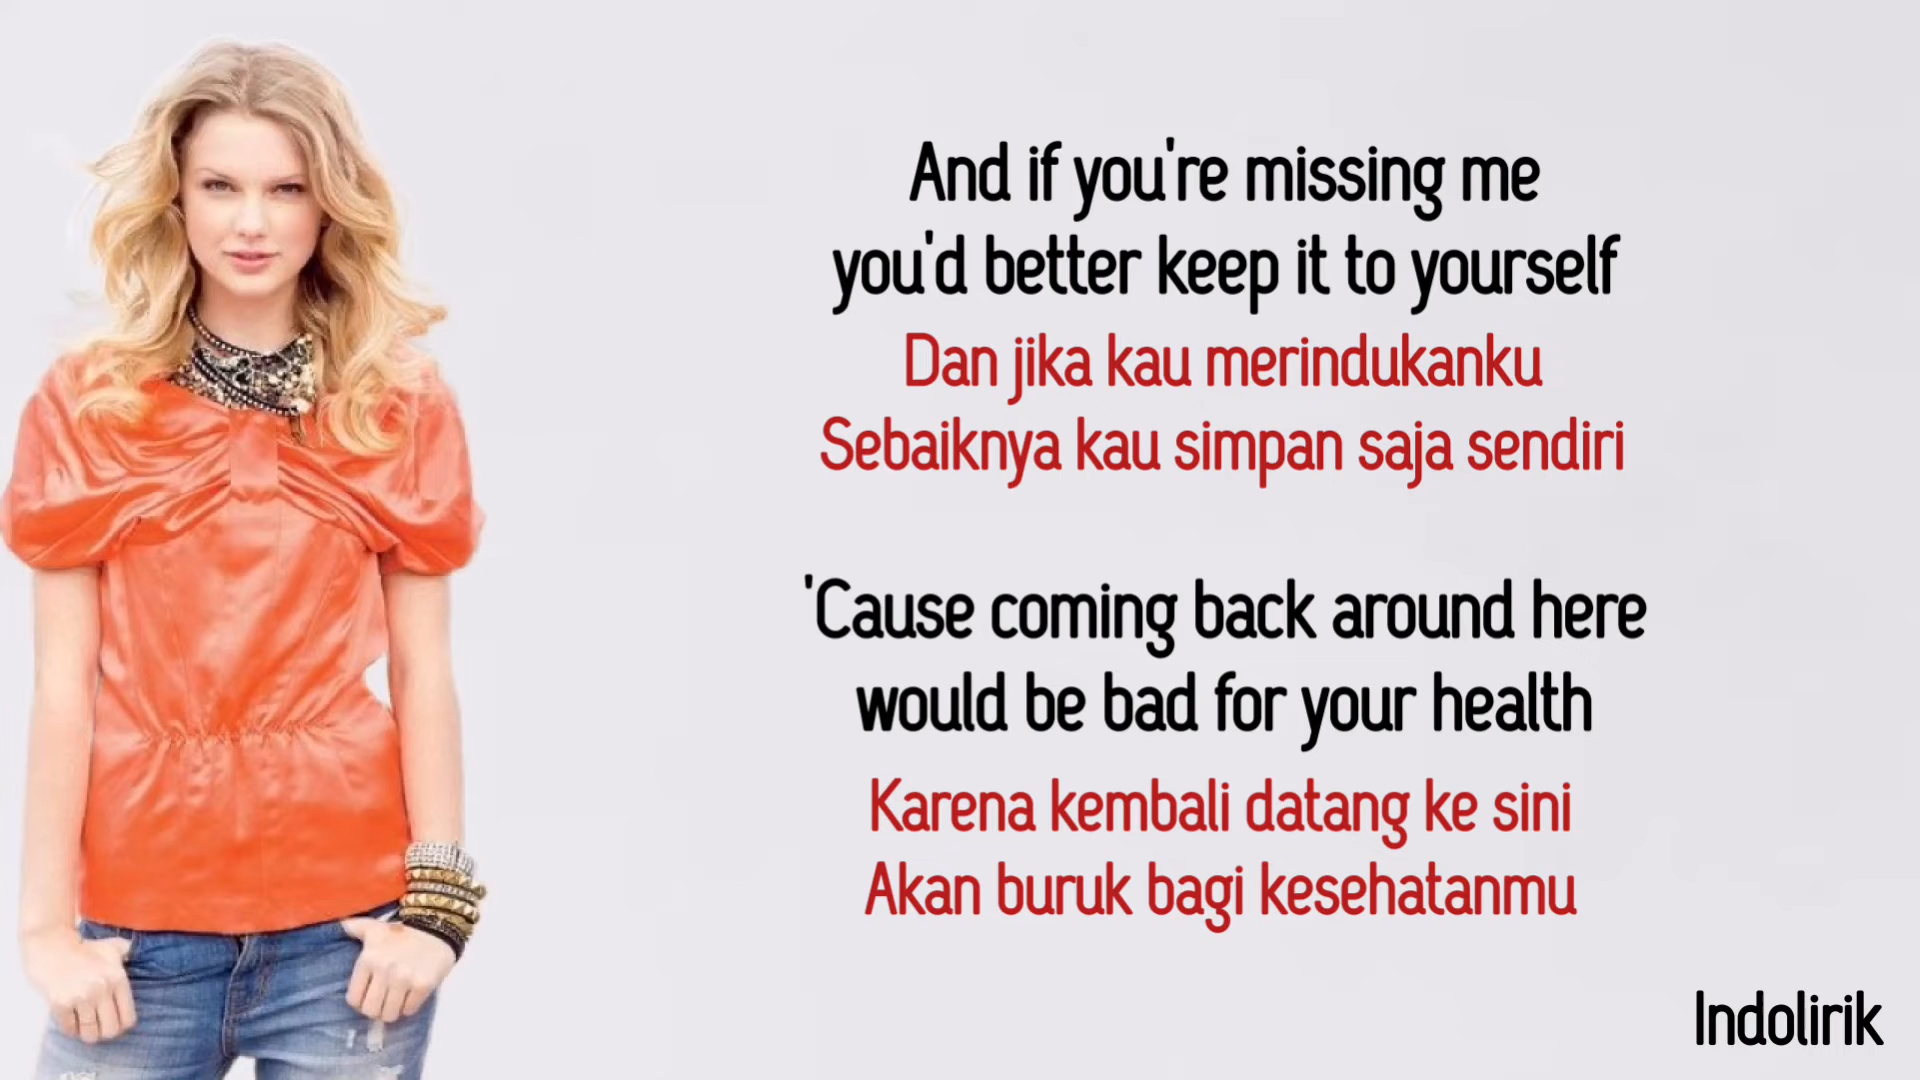 And if you're missing me
you'd better keep it to yourself
Dan jika kau merindukanku
Sebaiknya kau simpan saja sendiri
'Cause coming back around here
would be bad for your health
Karena kembali datang ke sini
Akan buruk bagi kesehatanmu
Indolirik